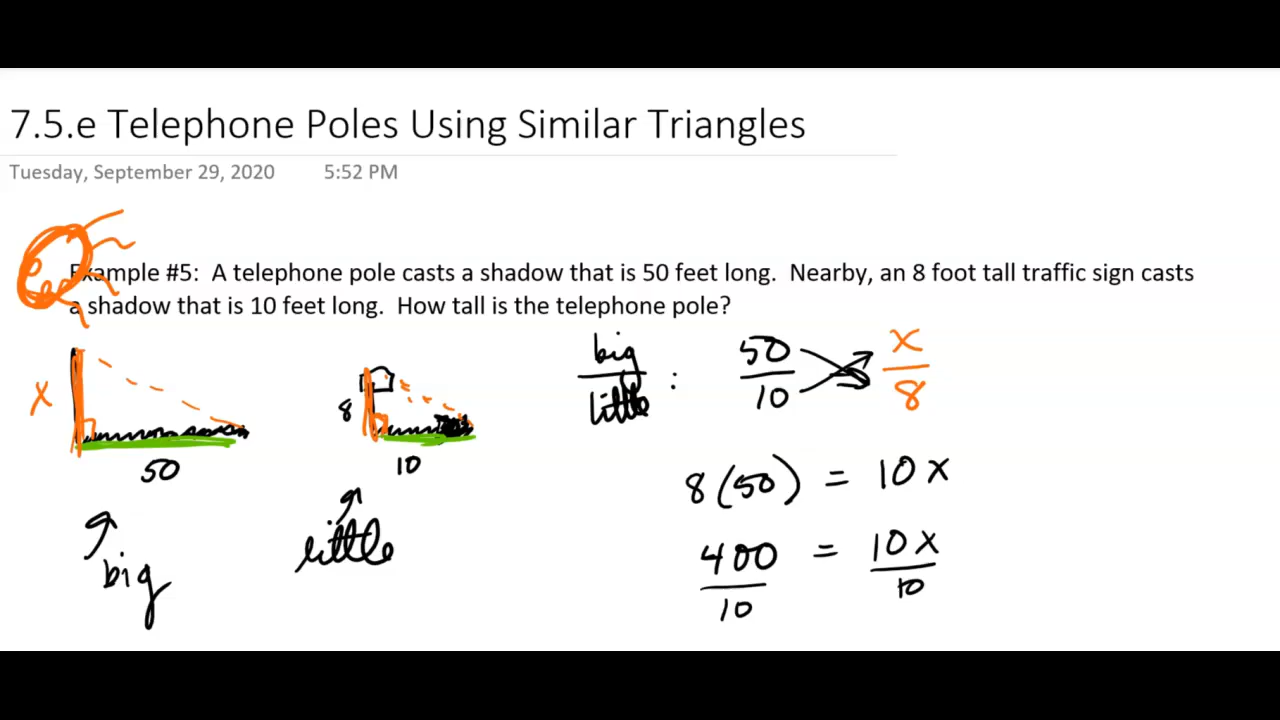 7.5.e Telephone Poles Using Similar Triangles
Tuesday, September 29, 2020 5:52 PM
Example #5: A telephone pole casts a shadow that is 50 feet long. Nearby, an 8 foot tall traffic sign casts
a shadow that is 10 feet long. How tall is the telephone pole?
x
50
big
8
10
little
big
little
:
50
10
x
8
8(50) = 10x
400 = 10x
10 10